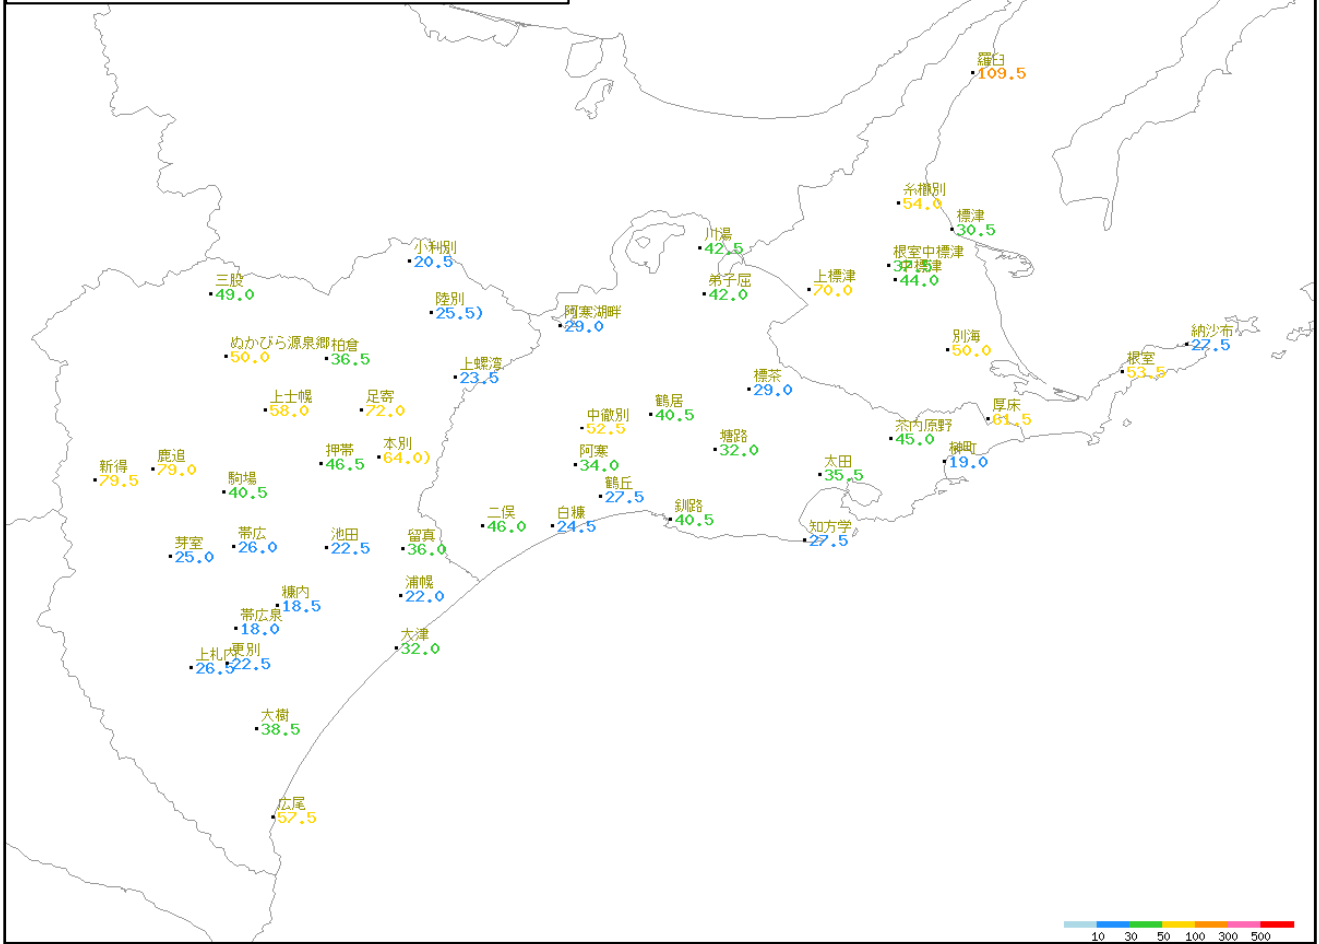 羅臼
109.5
糸櫛別
54.0
標津
30.5
川湯
42.5
小利別
20.5
根室中標津
中標津
44.0
三股
49.0
弟子屈
42.0
上標津
70.0
陸別
25.5)
阿寒湖畔
29.0
納沙布
27.5
ぬかびら源泉郷
50.0
柏倉
36.5
別海
50.0
根室
53.5
上螺湾
23.5
標茶
29.0
上士幌
58.0
足寄
72.0
鶴居
40.5
厚床
61.5
中徹別
52.5
茶内原野
45.0
塘路
32.0
本別
64.0)
押帯
46.5
榊町
19.0
鹿追
79.0
阿寒
34.0
太田
35.5
新得
79.5
駒場
40.5
鶴丘
27.5
二俣
46.0
白糠
24.5
釧路
40.5
知方学
27.5
帯広
26.0
池田
22.5
留真
36.0
芽室
25.0
浦幌
22.0
糠内
18.5
帯広泉
18.0
大津
32.0
上札内
26.5
更別
22.5
大樹
38.5
広尾
57.5
10 30 50 100 300 500